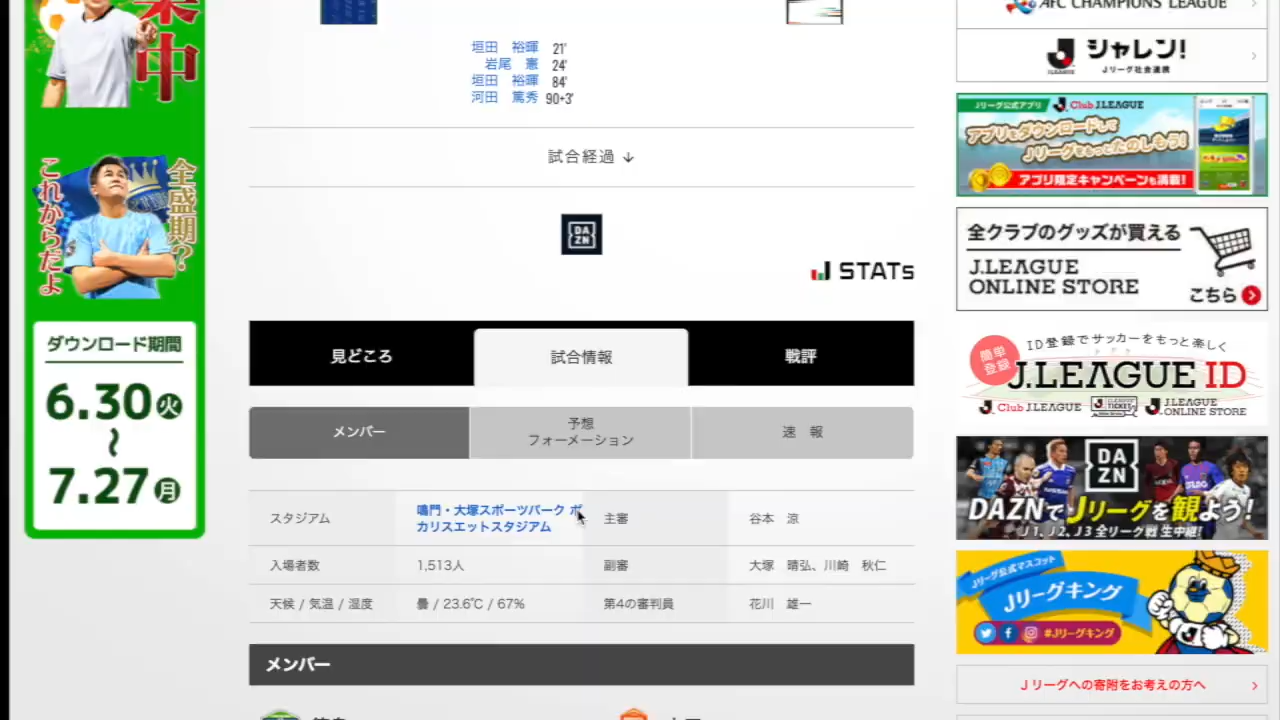 集中
全盛期?
これからだよ
ダウンロード期間
6.30火
〜
7.27月
垣田 裕暉 21'
岩尾 憲 24'
垣田 裕暉 84'
河田 篤秀 90+3'
試合経過 ↓
DAZN
STATs
見どころ
試合情報
戦評
メンバー
予想
フォーメーション
速 報
スタジアム
鳴門・大塚スポーツパーク ポ
カリスエットスタジアム
主審
谷本 涼
入場者数
1,513人
副審
大塚 晴弘、川崎 秋仁
天候 / 気温 / 湿度
曇 / 23.6℃ / 67%
第4の審判員
花川 雄一
メンバー
AFC CHAMPIONS LEAGUE
シャレン!
Jリーグ社会連携
Jリーグ公式アプリ
Club J.LEAGUE
アプリをダウンロードして
Jリーグをもっとたのしもう!
アプリ限定キャンペーンも満載!
全クラブのグッズが買える
J.LEAGUE
ONLINE STORE
こちら
簡単
登録
ID登録でサッカーをもっと楽しく
J.LEAGUE ID
Club J.LEAGUE
J.LEAGUE TICKET
J.LEAGUE
ONLINE STORE
DAZN
DAZNでJリーグを観よう!
J1、J2、J3 全リーグ戦 生中継!
Jリーグ公式マスコット
Jリーグキング
#Jリーグキング
Jリーグへの寄附をお考えの方へ